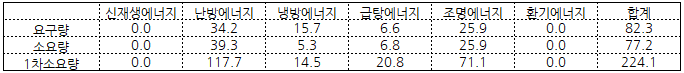 신재생에너지 난방에너지 냉방에너지 급탕에너지 조명에너지 환기에너지 합계
요구량 0.0 34.2 15.7 6.6 25.9 0.0 82.3
소요량 0.0 39.3 5.3 6.8 25.9 0.0 77.2
1차소요량 0.0 117.7 14.5 20.8 71.1 0.0 224.1